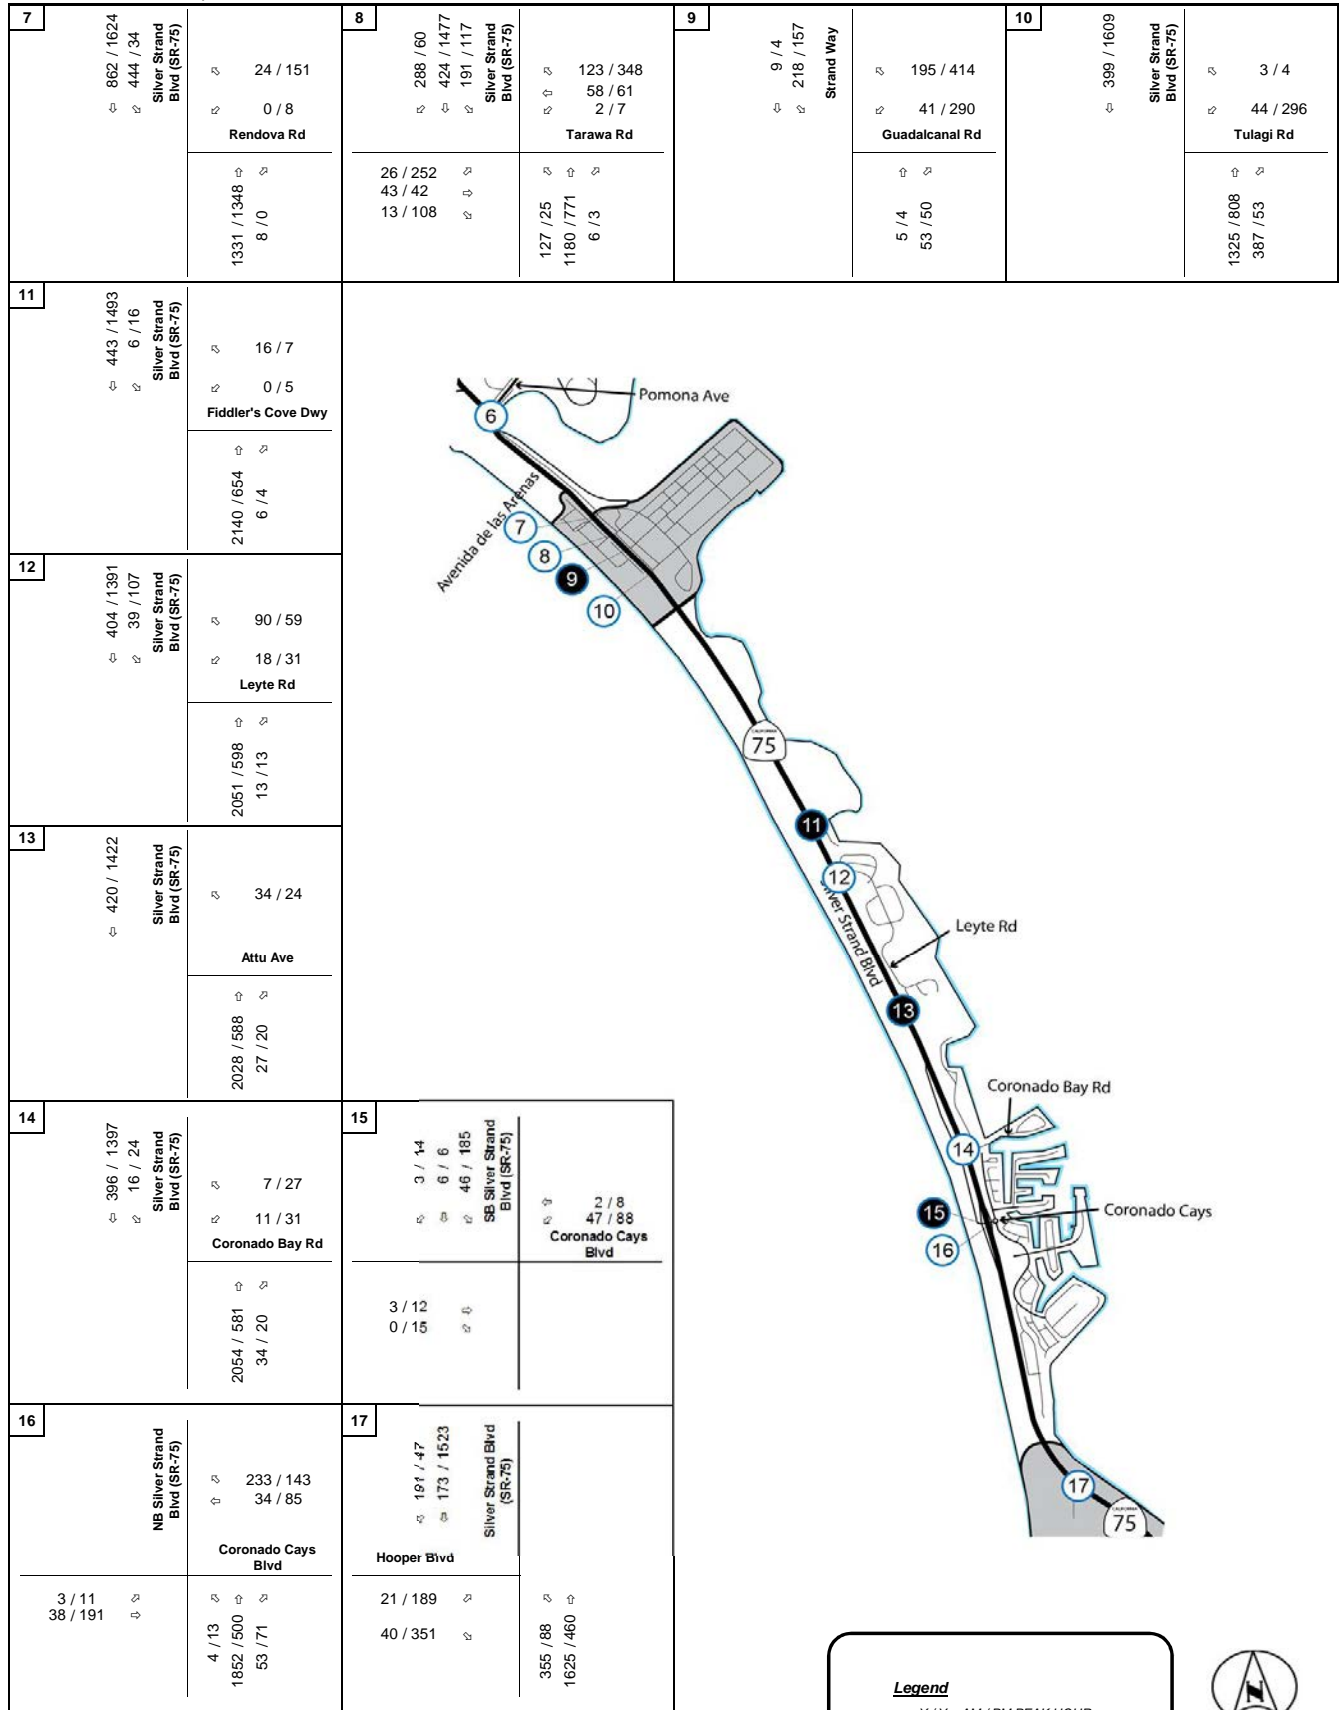 7
862 / 1624
444 / 34
Silver Strand
Blvd (SR-75)
24 / 151
0 / 8
Rendova Rd
1331 / 1348
8 / 0
8
288 / 60
424 / 1477
191 / 117
Silver Strand
Blvd (SR-75)
123 / 348
58 / 61
2 / 7
Tarawa Rd
26 / 252
43 / 42
13 / 108
127 / 25
1180 / 771
6 / 3
9
9 / 4
218 / 157
Strand Way
195 / 414
41 / 290
Guadalcanal Rd
5 / 4
53 / 50
10
399 / 1609
Silver Strand
Blvd (SR-75)
3 / 4
44 / 296
Tulagi Rd
1325 / 808
387 / 53
11
443 / 1493
6 / 16
Silver Strand
Blvd (SR-75)
16 / 7
0 / 5
Fiddler's Cove Dwy
2140 / 654
6 / 4
12
404 / 1391
39 / 107
Silver Strand
Blvd (SR-75)
90 / 59
18 / 31
Leyte Rd
2051 / 598
13 / 13
13
420 / 1422
Silver Strand
Blvd (SR-75)
34 / 24
Attu Ave
2028 / 588
27 / 20
14
396 / 1397
16 / 24
Silver Strand
Blvd (SR-75)
7 / 27
11 / 31
Coronado Bay Rd
2054 / 581
34 / 20
15
3 / 14
6 / 6
46 / 185
SB Silver Strand
Blvd (SR-75)
2 / 8
47 / 88
Coronado Cays
Blvd
3 / 12
0 / 15
16
NB Silver Strand
Blvd (SR-75)
233 / 143
34 / 85
Coronado Cays
Blvd
3 / 11
38 / 191
4 / 13
1852 / 500
53 / 71
17
191 / 47
173 / 1523
Silver Strand Blvd
(SR-75)
Hooper Blvd
21 / 189
40 / 351
355 / 88
1625 / 460
Pomona Ave
6
Avenida de las Arenas
7
8
9
10
CALIFORNIA
75
11
12
Silver Strand Blvd
Leyte Rd
13
Coronado Bay Rd
14
15
Coronado Cays
16
17
CALIFORNIA
75
Legend
N